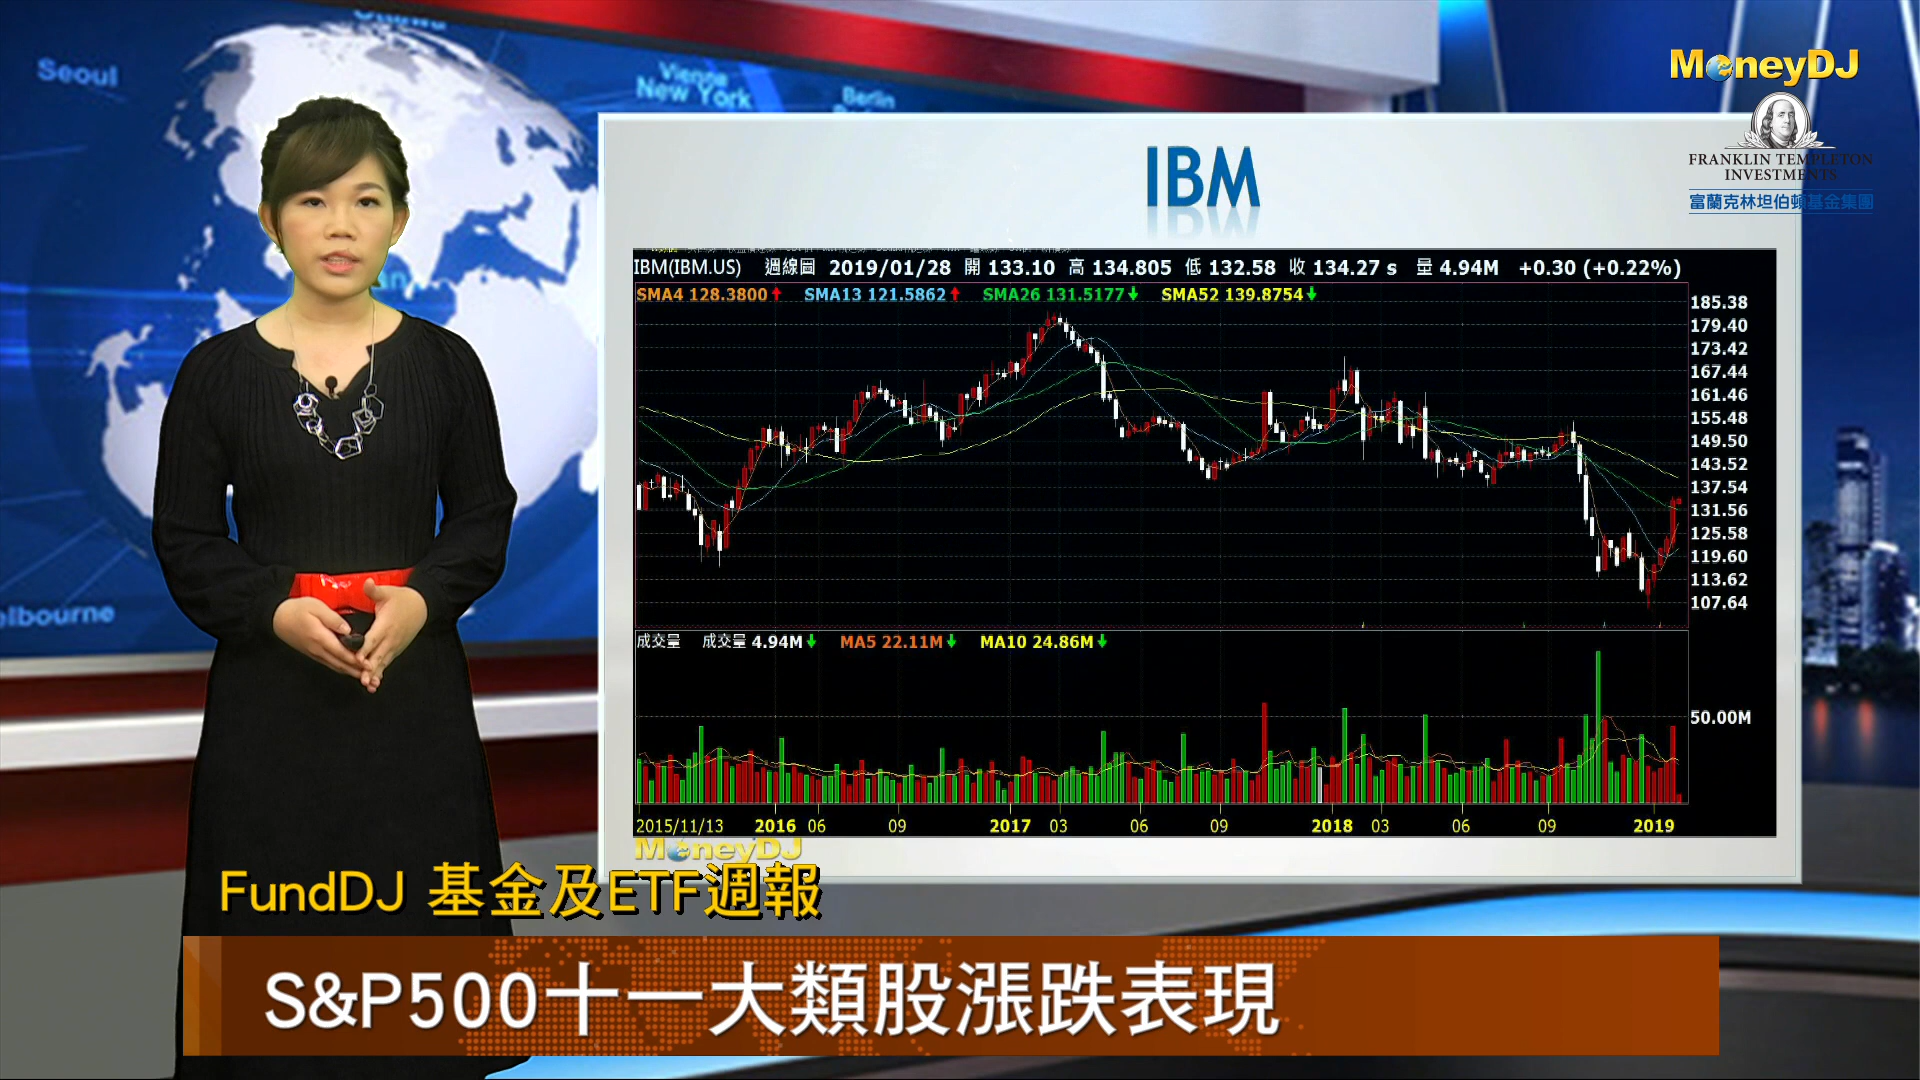 Seoul
Vienne
New York
Berlin
MoneyDJ
FRANKLIN TEMPLETON
INVESTMENTS
富蘭克林坦伯頓基金集團
IBM
IBM(IBM.US) 週線圖 2019/01/28 開 133.10 高 134.805 低 132.58 收 134.27 s 量 4.94M +0.30 (+0.22%)
SMA4 128.3800 SMA13 121.5862 SMA26 131.5177 SMA52 139.8754
185.38
179.40
173.42
167.44
161.46
155.48
149.50
143.52
137.54
131.56
125.58
119.60
113.62
107.64
elbourne
成交量 成交量 4.94M MA5 22.11M MA10 24.86M
50.00M
2015/11/13 2016 06 09 2017 03 06 09 2018 03 06 09 2019
MoneyDJ
FundDJ 基金及ETF週報
S&P500十一大類股漲跌表現